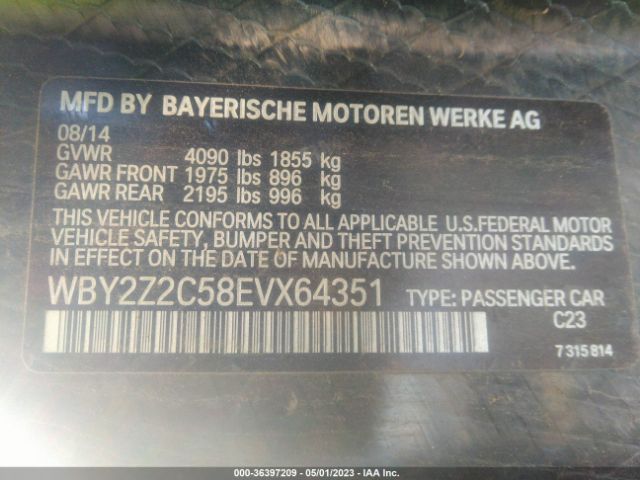 MFD BY BAYERISCHE MOTOREN WERKE AG
08/14
GVWR 4090 lbs 1855 kg
GAWR FRONT 1975 lbs 896 kg
GAWR REAR 2195 lbs 996 kg
THIS VEHICLE CONFORMS TO ALL APPLICABLE U.S.FEDERAL MOTOR
VEHICLE SAFETY, BUMPER AND THEFT PREVENTION STANDARDS
IN EFFECT ON THE DATE OF MANUFACTURE SHOWN ABOVE.
WBY2Z2C58EVX64351 TYPE: PASSENGER CAR
C23
7 315 814
000-36397209 - 05/01/2023 - IAA Inc.